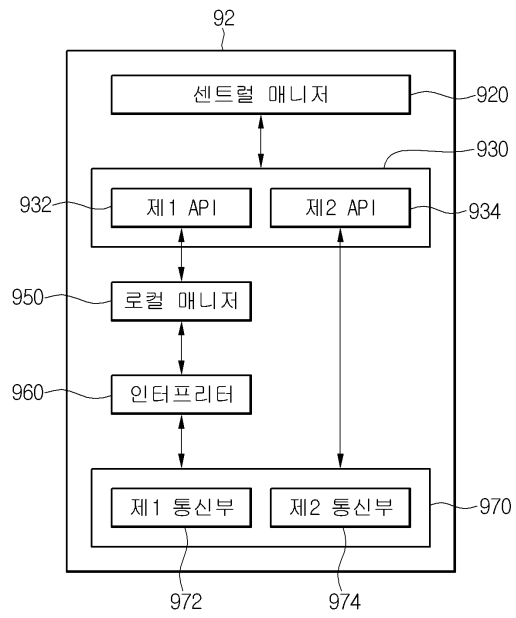 92
센트럴 매니저
920
930
932
제1 API
제2 API
934
950
로컬 매니저
960
인터프리터
제1 통신부
제2 통신부
970
972
974